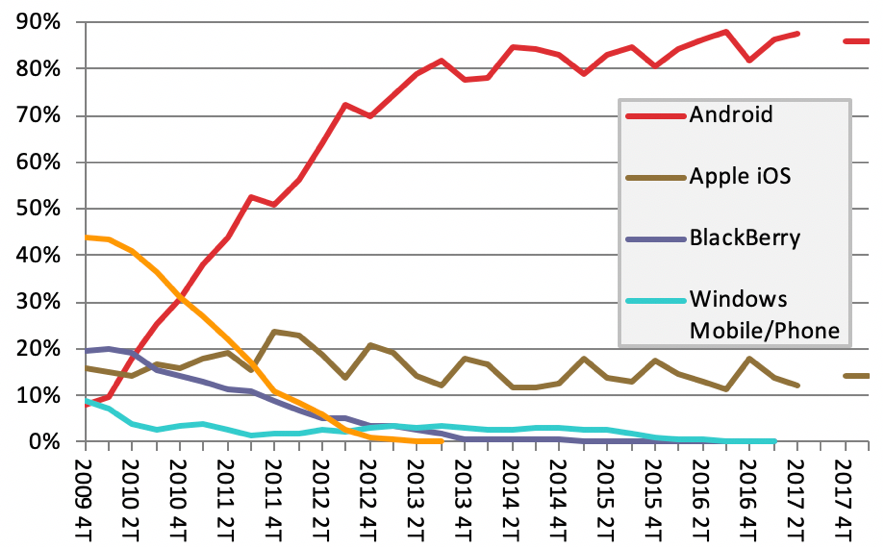 90%
80%
70%
60%
50%
40%
30%
20%
10%
0%
Android
Apple iOS
BlackBerry
Windows
Mobile/Phone
2009 4T
2010 2T
2010 4T
2011 2T
2011 4T
2012 2T
2012 4T
2013 2T
2013 4T
2014 2T
2014 4T
2015 2T
2015 4T
2016 2T
2016 4T
2017 2T
2017 4T